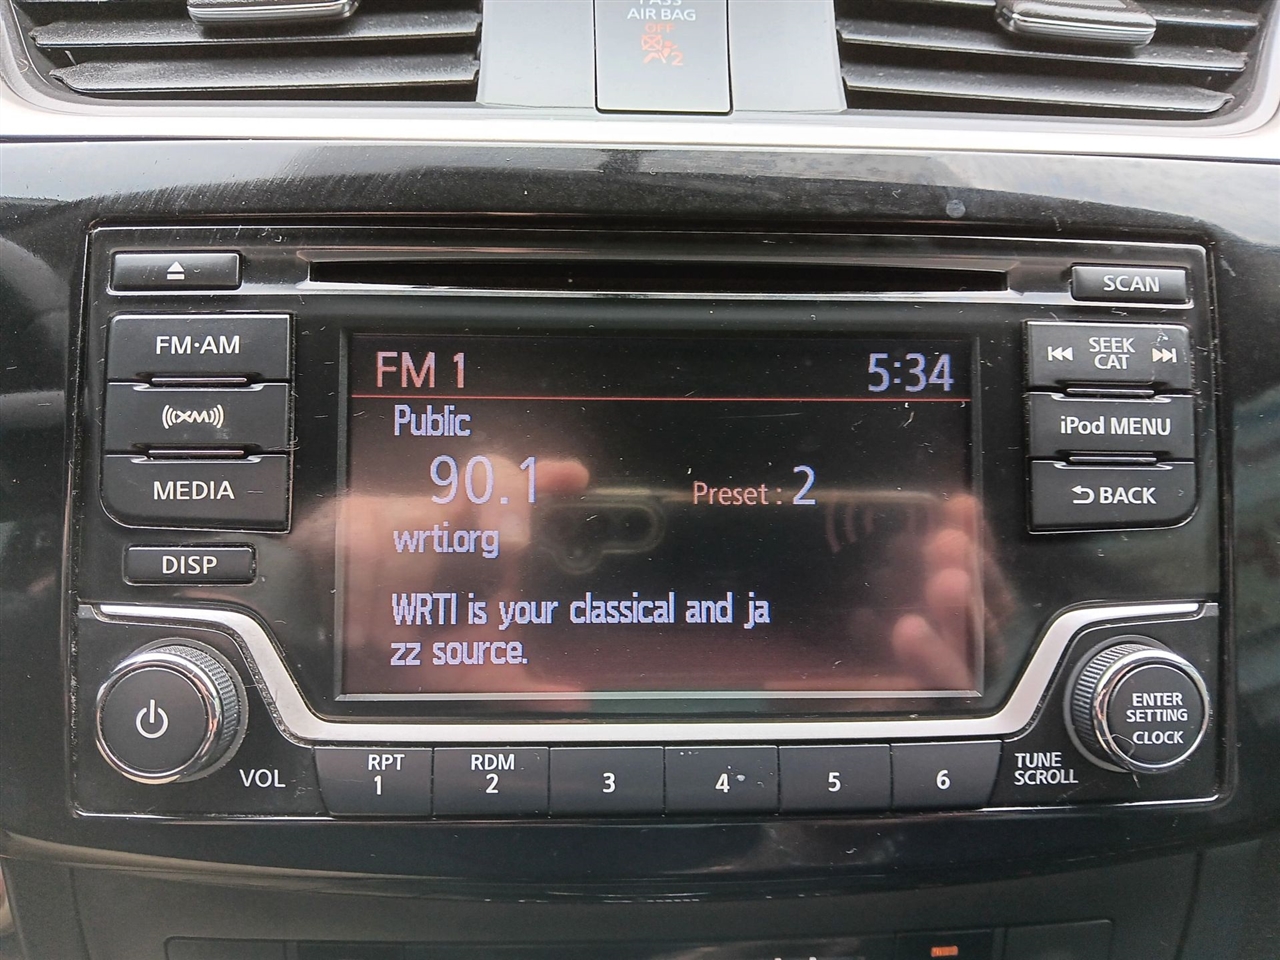 PASS
AIR BAG
OFF
2
SCAN
FM·AM
SEEK
CAT
XM
iPod MENU
MEDIA
BACK
DISP
FM 1
5:34
Public
90.1
Preset : 2
wrti.org
WRTI is your classical and ja
zz source.
ENTER
SETTING
CLOCK
VOL
RPT
1
RDM
2
3
4
5
6
TUNE
SCROLL